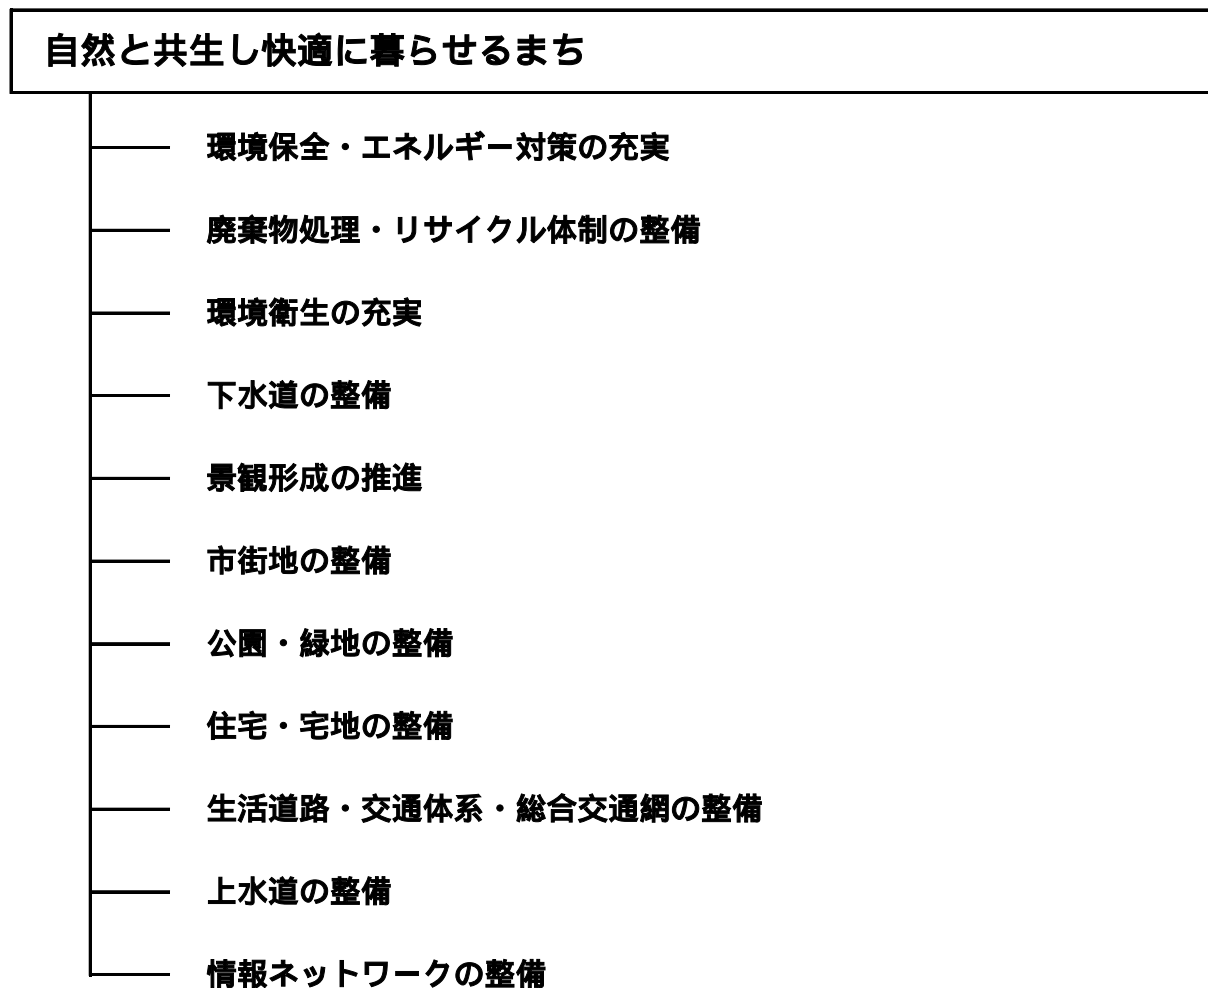 自然と共生し快適に暮らせるまち
環境保全・エネルギー対策の充実
廃棄物処理・リサイクル体制の整備
環境衛生の充実
下水道の整備
景観形成の推進
市街地の整備
公園・緑地の整備
住宅・宅地の整備
生活道路・交通体系・総合交通網の整備
上水道の整備
情報ネットワークの整備